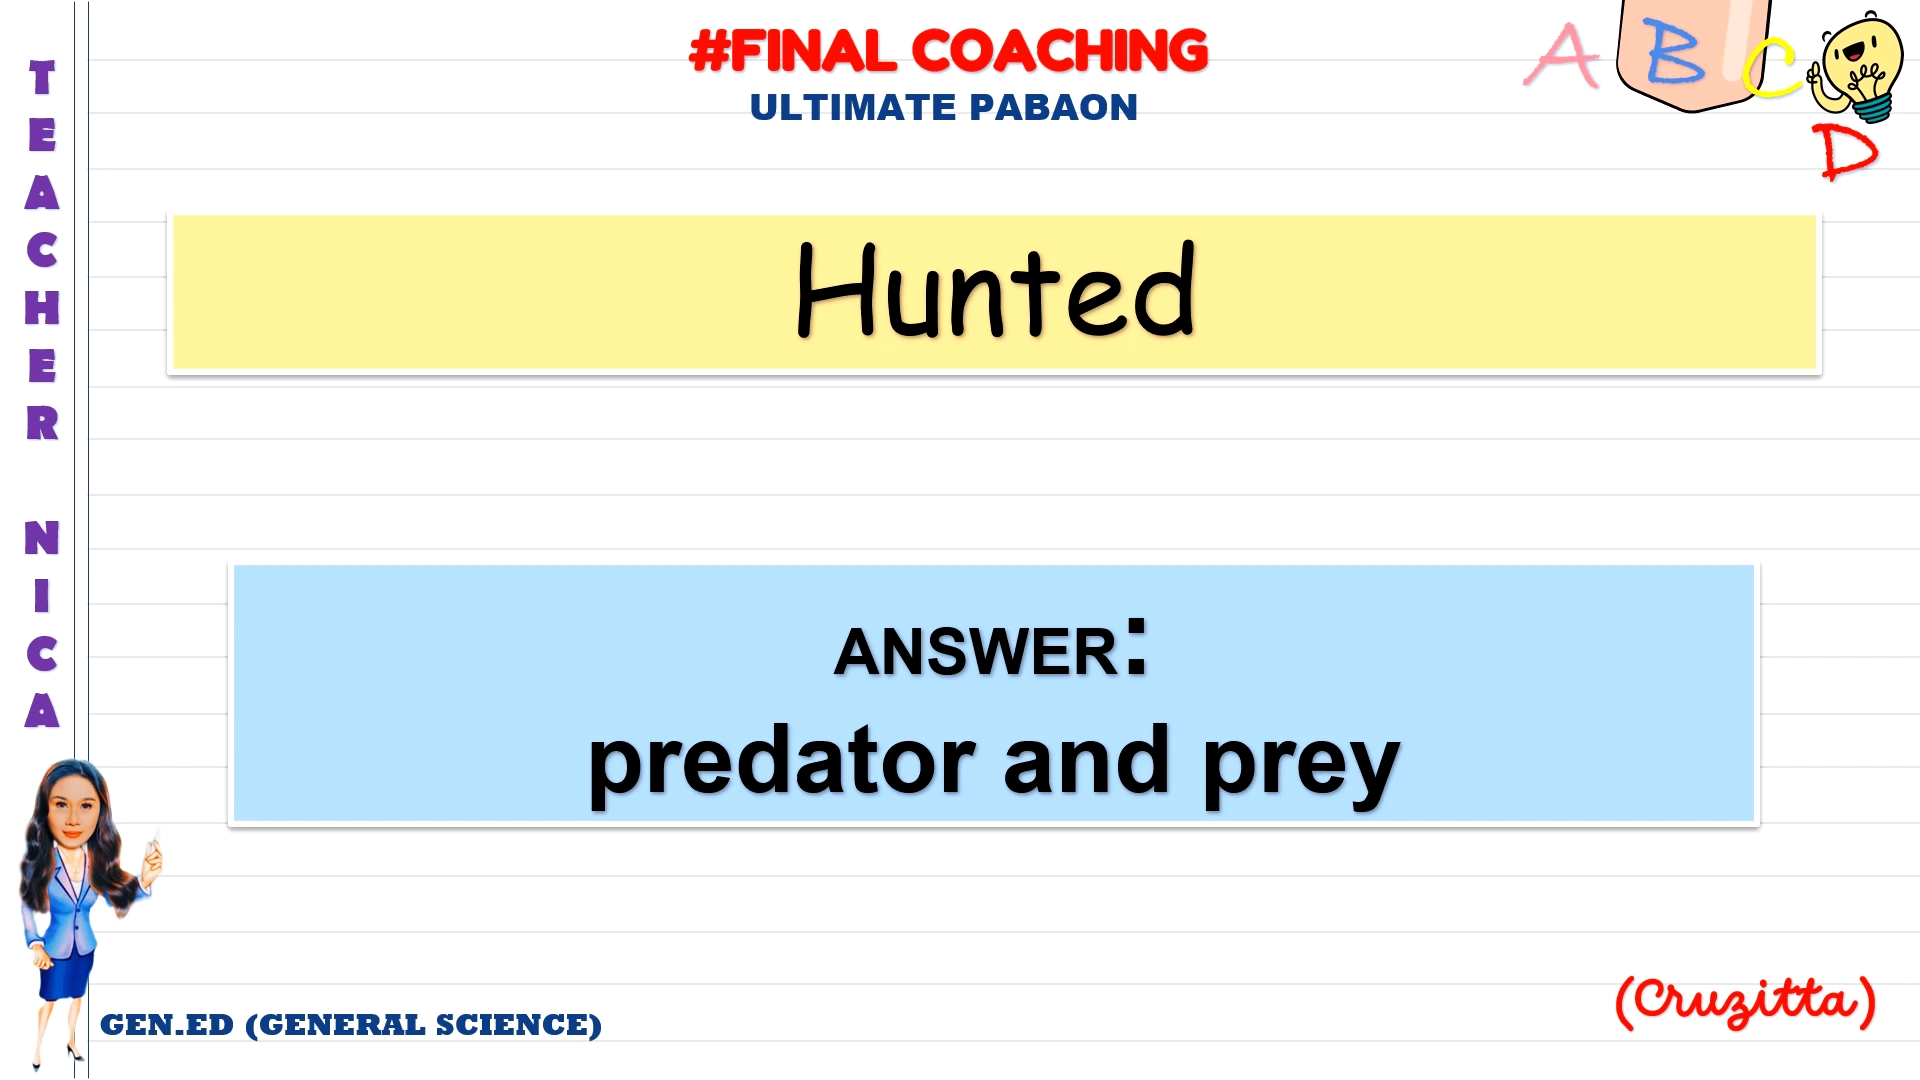 #FINAL COACHING
ULTIMATE PABAON
A B C
D
TEACHER NICA
Hunted
ANSWER:
predator and prey
GEN.ED (GENERAL SCIENCE)
(Cruzitta)